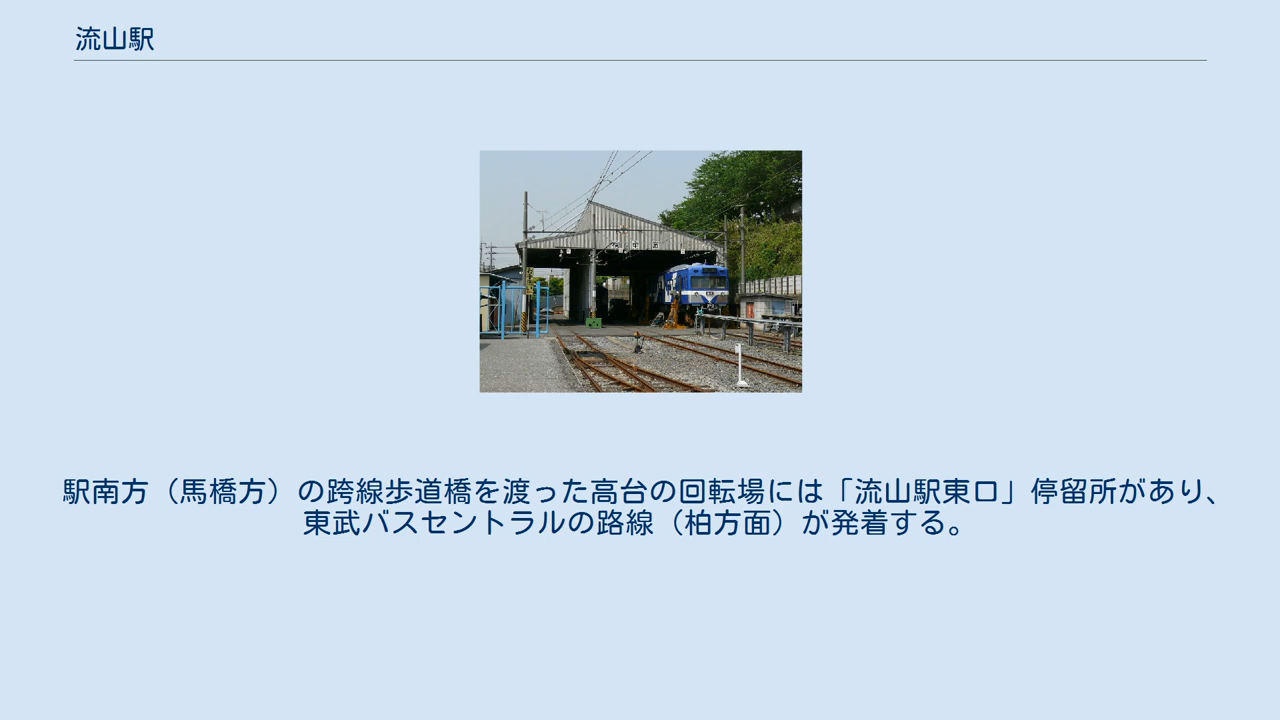 流山駅
駅南方（馬橋方）の跨線歩道橋を渡った高台の回転場には「流山駅東口」停留所があり、
東武バスセントラルの路線（柏方面）が発着する。